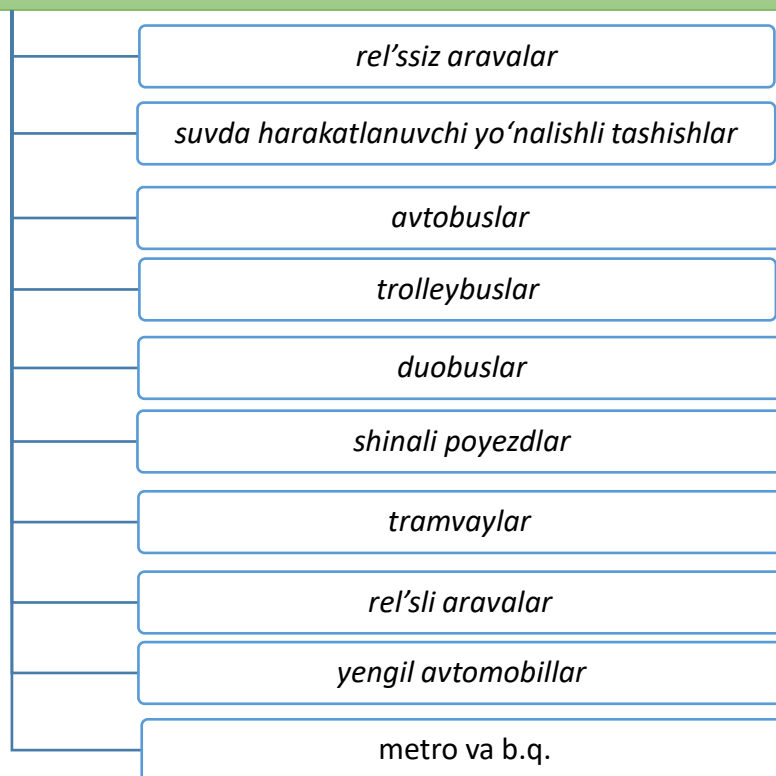 rel’ssiz aravalar
suvda harakatlanuvchi yo‘nalishli tashishlar
avtobuslar
trolleybuslar
duobuslar
shinali poyezdlar
tramvaylar
rel’sli aravalar
yengil avtomobillar
metro va b.q.